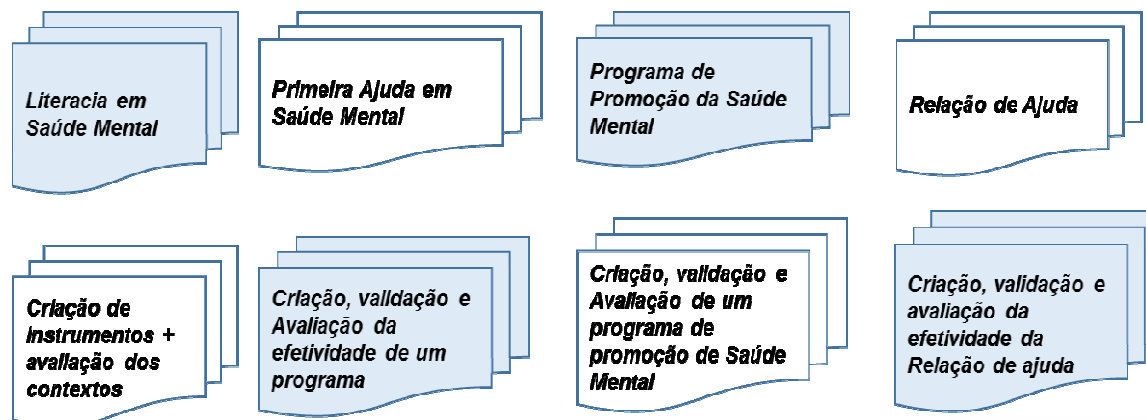 Literacia em
Saúde Mental
Primeira Ajuda em
Saúde Mental
Programa de
Promoção da Saúde
Mental
Relação de Ajuda
Criação de
instrumentos +
avaliação dos
contextos
Criação, validação e
Avaliação da
efetividade de um
programa
Criação, validação e
Avaliação de um
programa de
promoção de Saúde
Mental
Criação, validação e
avaliação da
efetividade da
Relação de ajuda